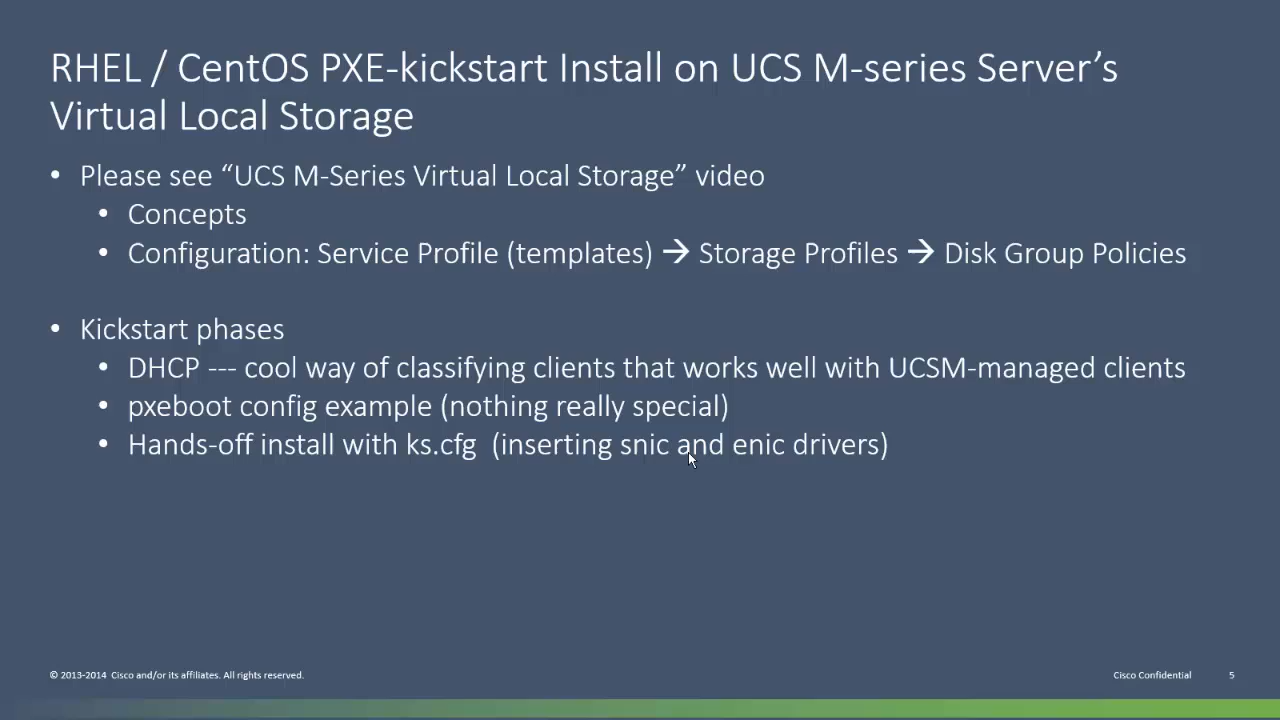 RHEL / CentOS PXE-kickstart Install on UCS M-series Server’s
Virtual Local Storage
• Please see “UCS M-Series Virtual Local Storage” video
• Concepts
• Configuration: Service Profile (templates) → Storage Profiles → Disk Group Policies
• Kickstart phases
• DHCP --- cool way of classifying clients that works well with UCSM-managed clients
• pxeboot config example (nothing really special)
• Hands-off install with ks.cfg  (inserting snic and enic drivers)
© 2013-2014  Cisco and/or its affiliates. All rights reserved.
Cisco Confidential
5